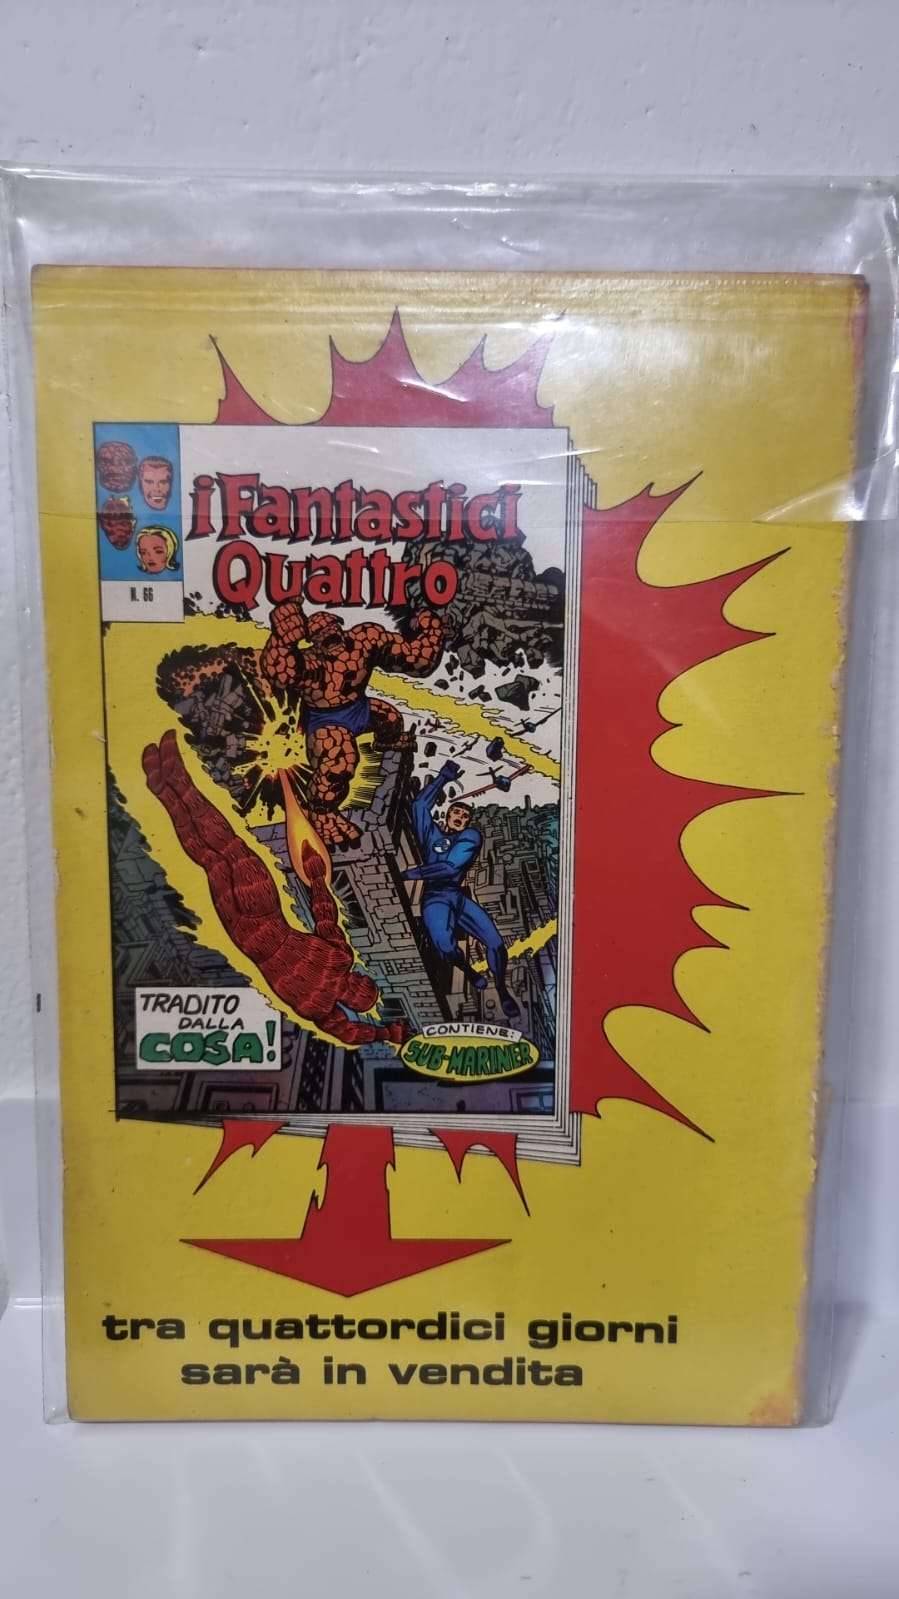 i Fantastici
Quattro
N. 66
TRADITO
DALLA
COSA!
CONTIENE:
SUB-MARINER
tra quattordici giorni
sarà in vendita